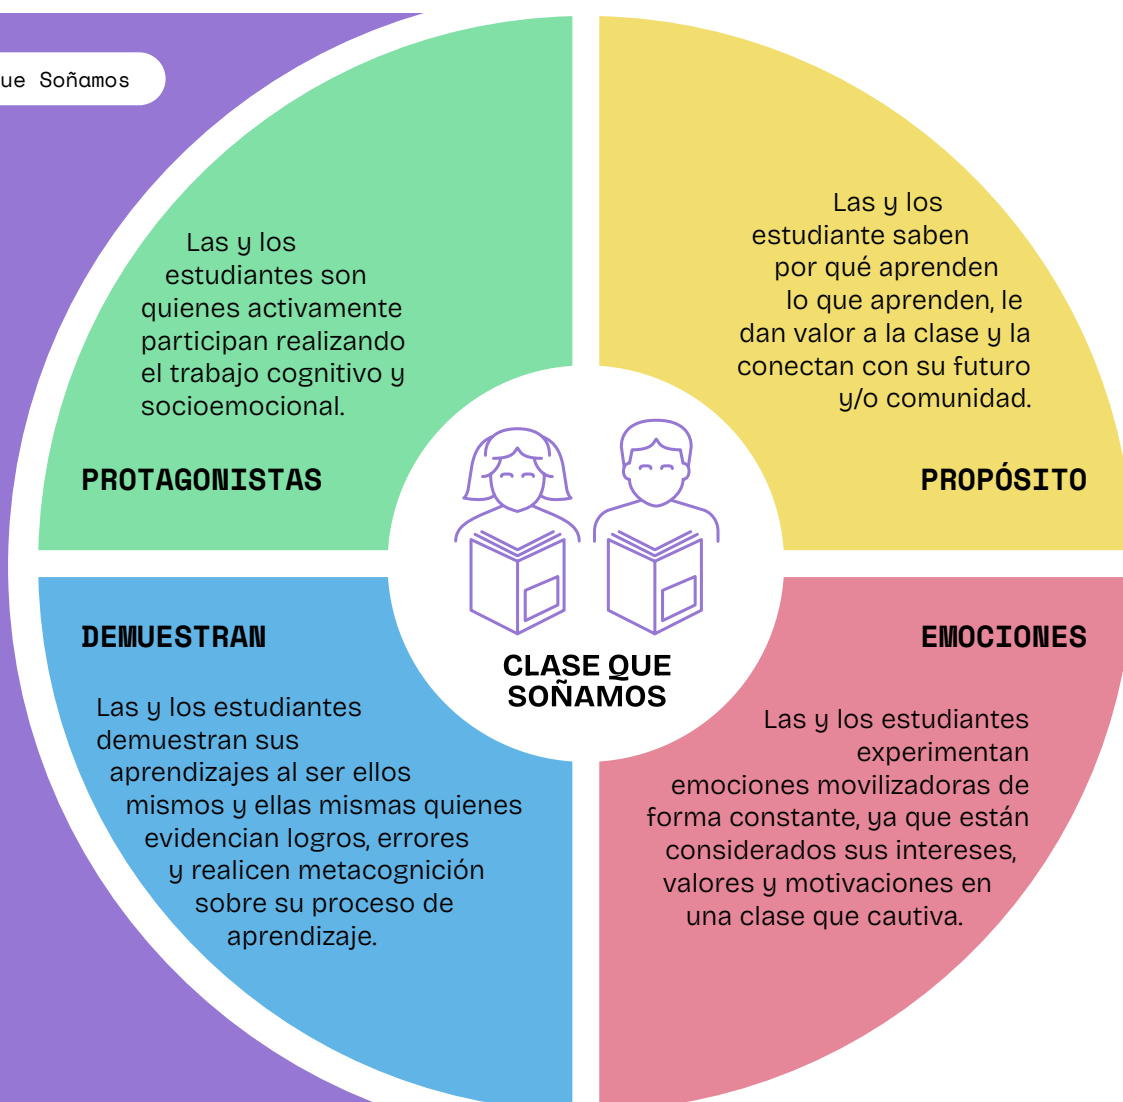 ue Soñamos
Las y los
estudiantes son
quienes activamente
participan realizando
el trabajo cognitivo y
socioemocional.
PROTAGONISTAS
Las y los
estudiante saben
por qué aprenden
lo que aprenden, le
dan valor a la clase y la
conectan con su futuro
y/o comunidad.
PROPÓSITO
CLASE QUE
SOÑAMOS
DEMUESTRAN
Las y los estudiantes
demuestran sus
aprendizajes al ser ellos
mismos y ellas mismas quienes
evidencian logros, errores
y realicen metacognición
sobre su proceso de
aprendizaje.
EMOCIONES
Las y los estudiantes
experimentan
emociones movilizadoras de
forma constante, ya que están
considerados sus intereses,
valores y motivaciones en
una clase que cautiva.